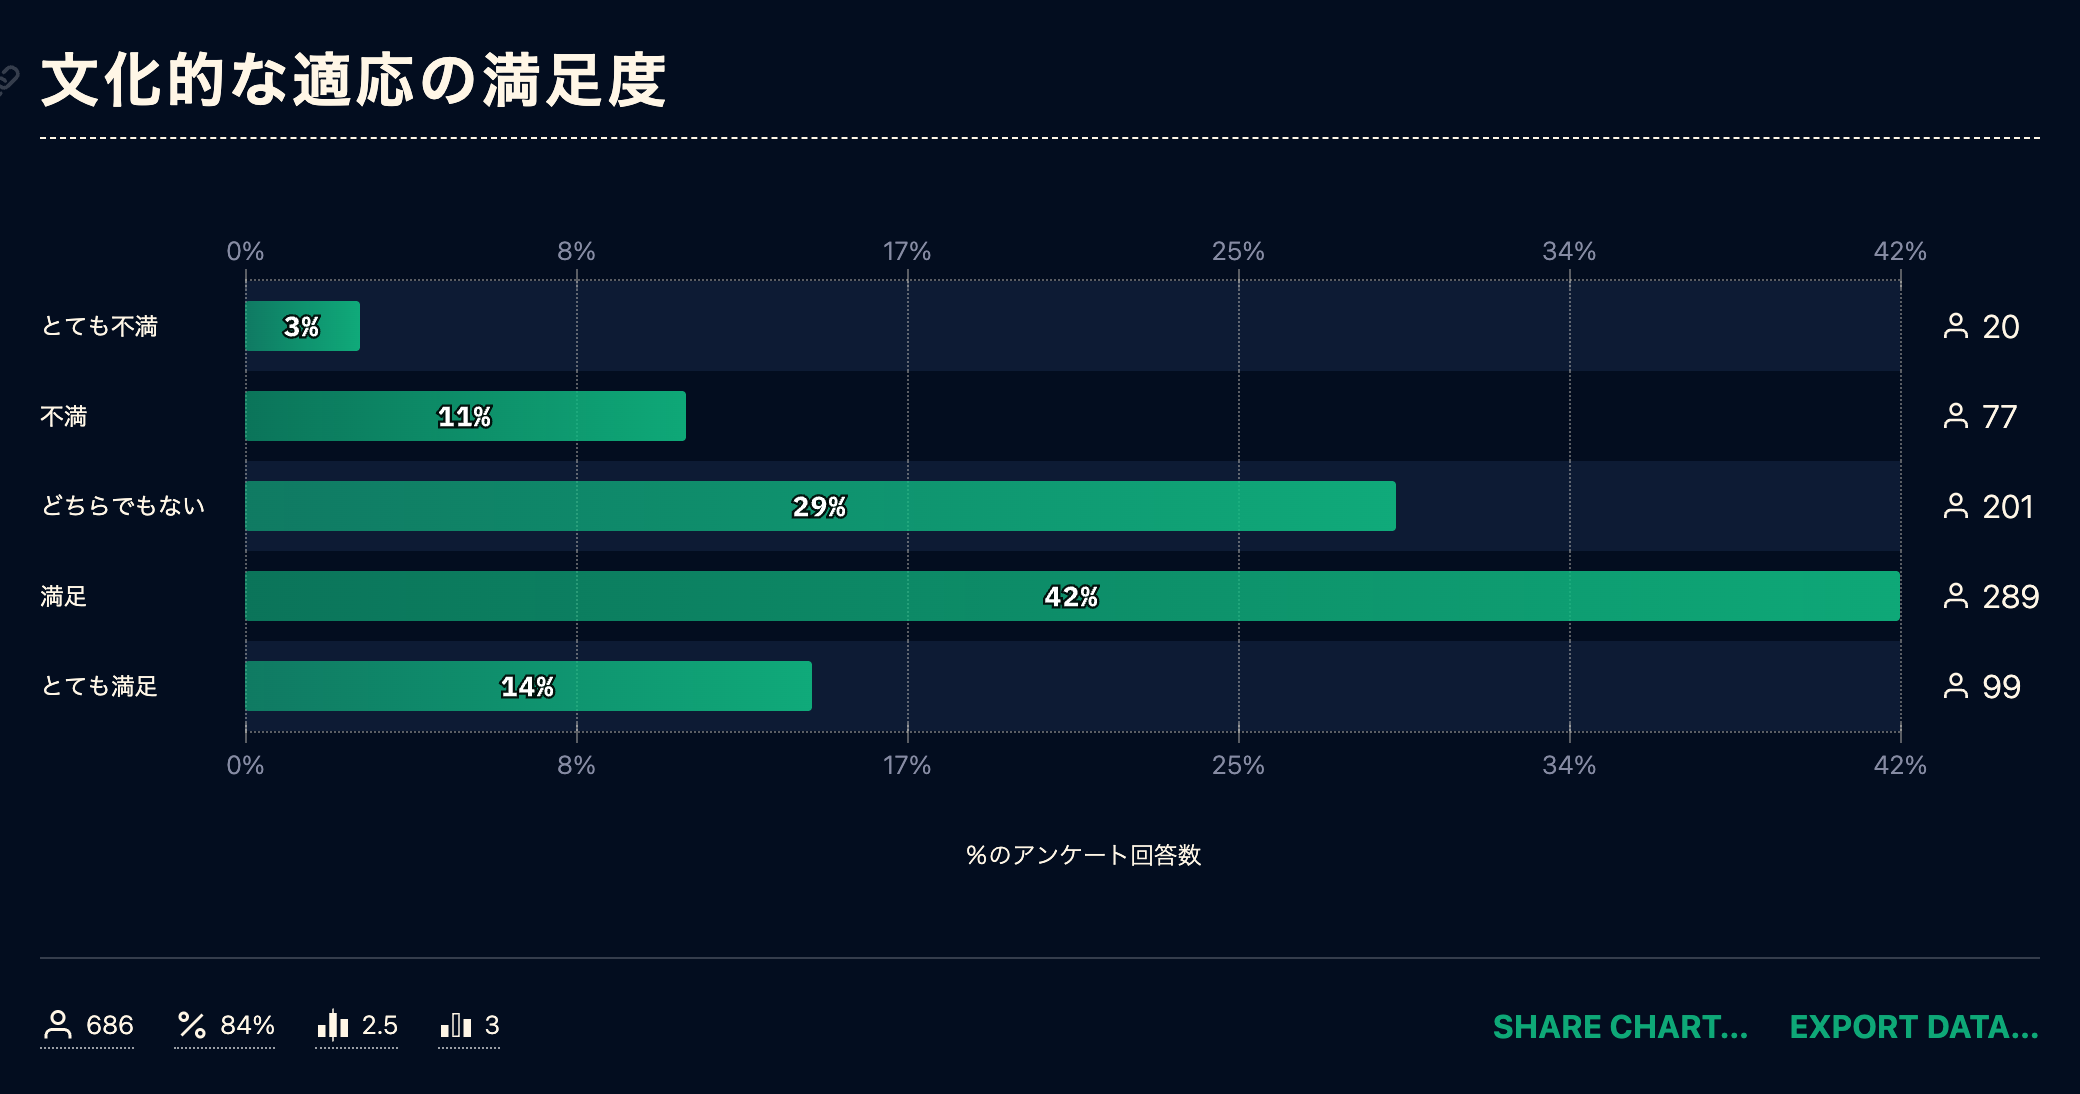 文化的な適応の満足度
0% 8% 17% 25% 34% 42%
とても不満 3% 20
不満 11% 77
どちらでもない 29% 201
満足 42% 289
とても満足 14% 99
0% 8% 17% 25% 34% 42%
%のアンケート回答数
686 84% 2.5 3 SHARE CHART... EXPORT DATA...